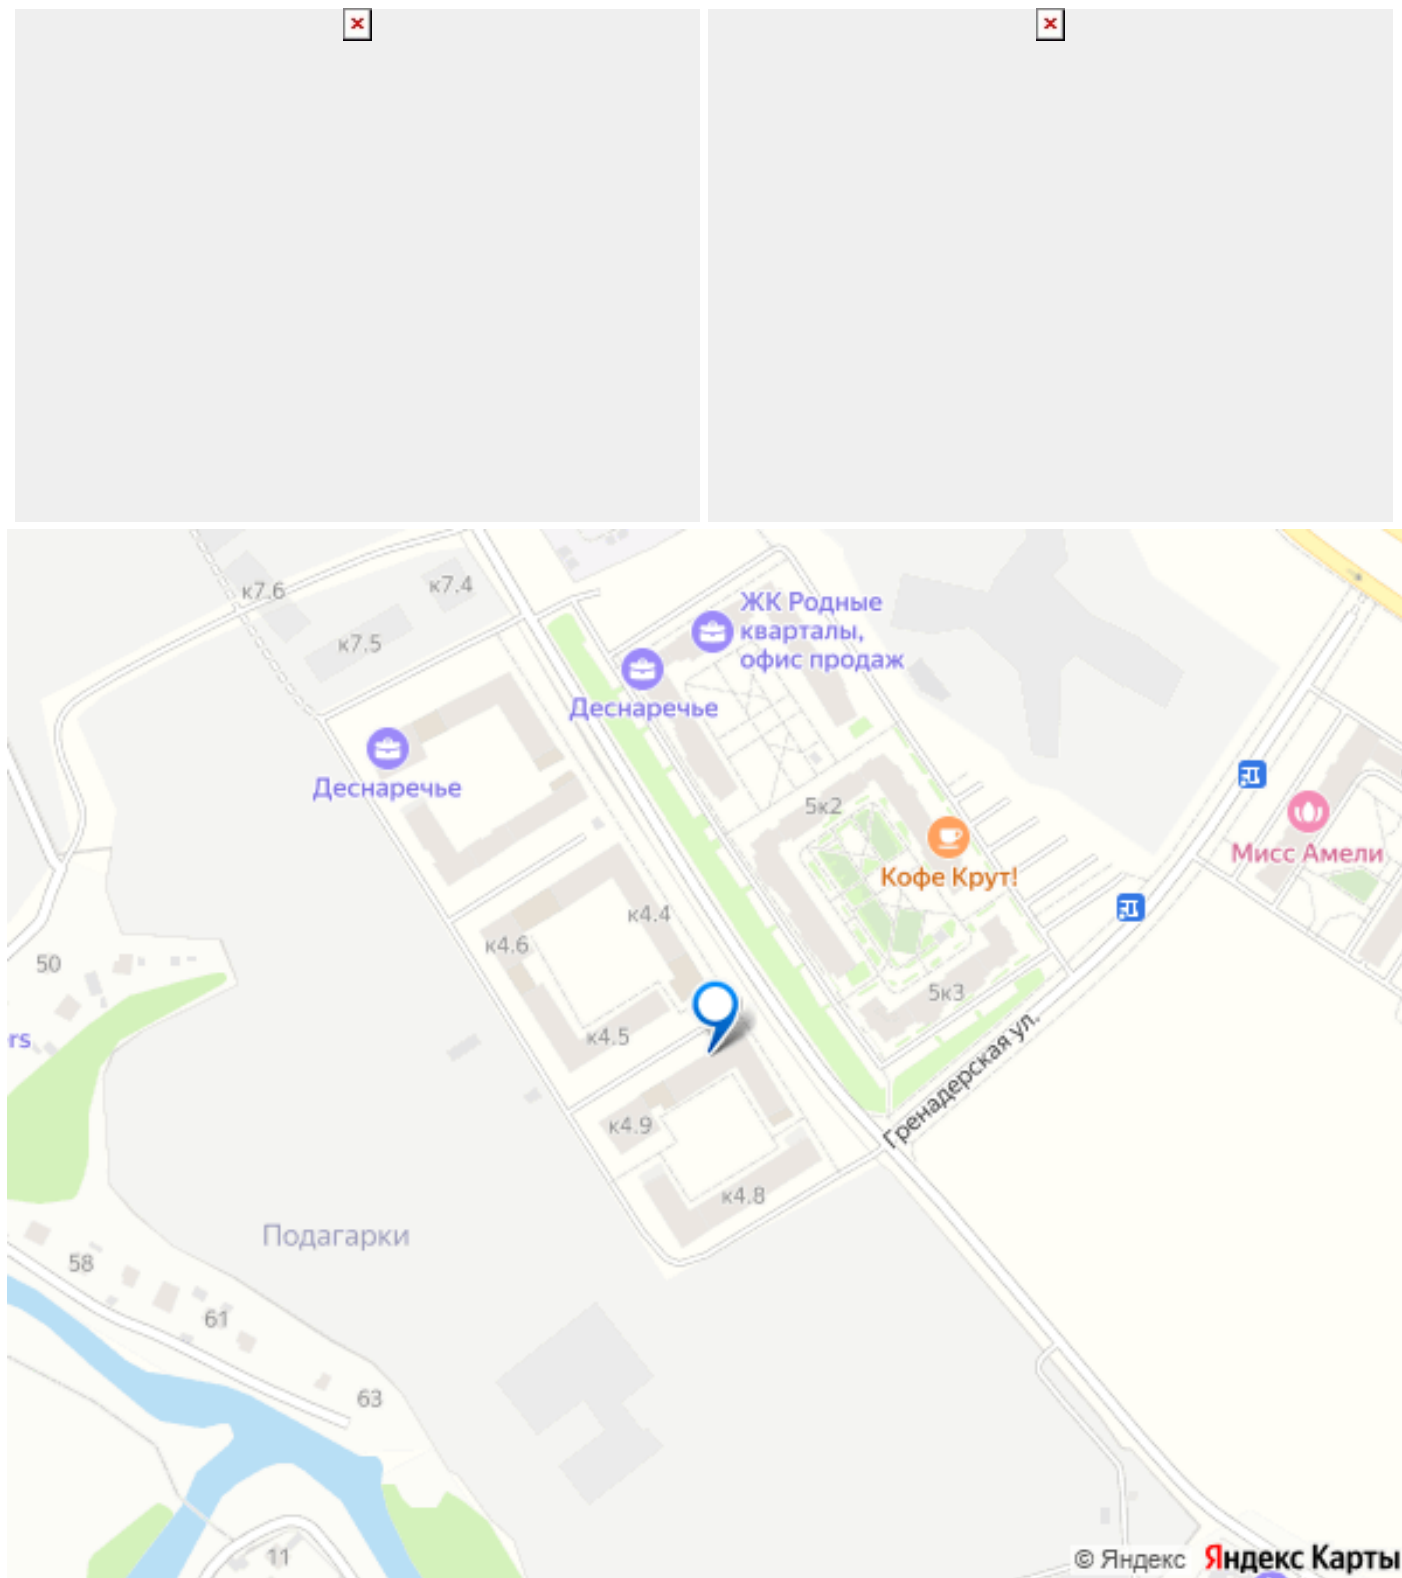 к7.6
к7.4
к7.5
ЖК Родные
кварталы,
офис продаж
Деснаречье
Деснаречье
5к2
Мисс Амели
Кофе Крут!
к4.4
к4.6
50
5к3
rs
к4.5
Гренадерская ул.
к4.9
к4.8
Подагарки
58
61
63
11
© Яндекс Яндекс Карты